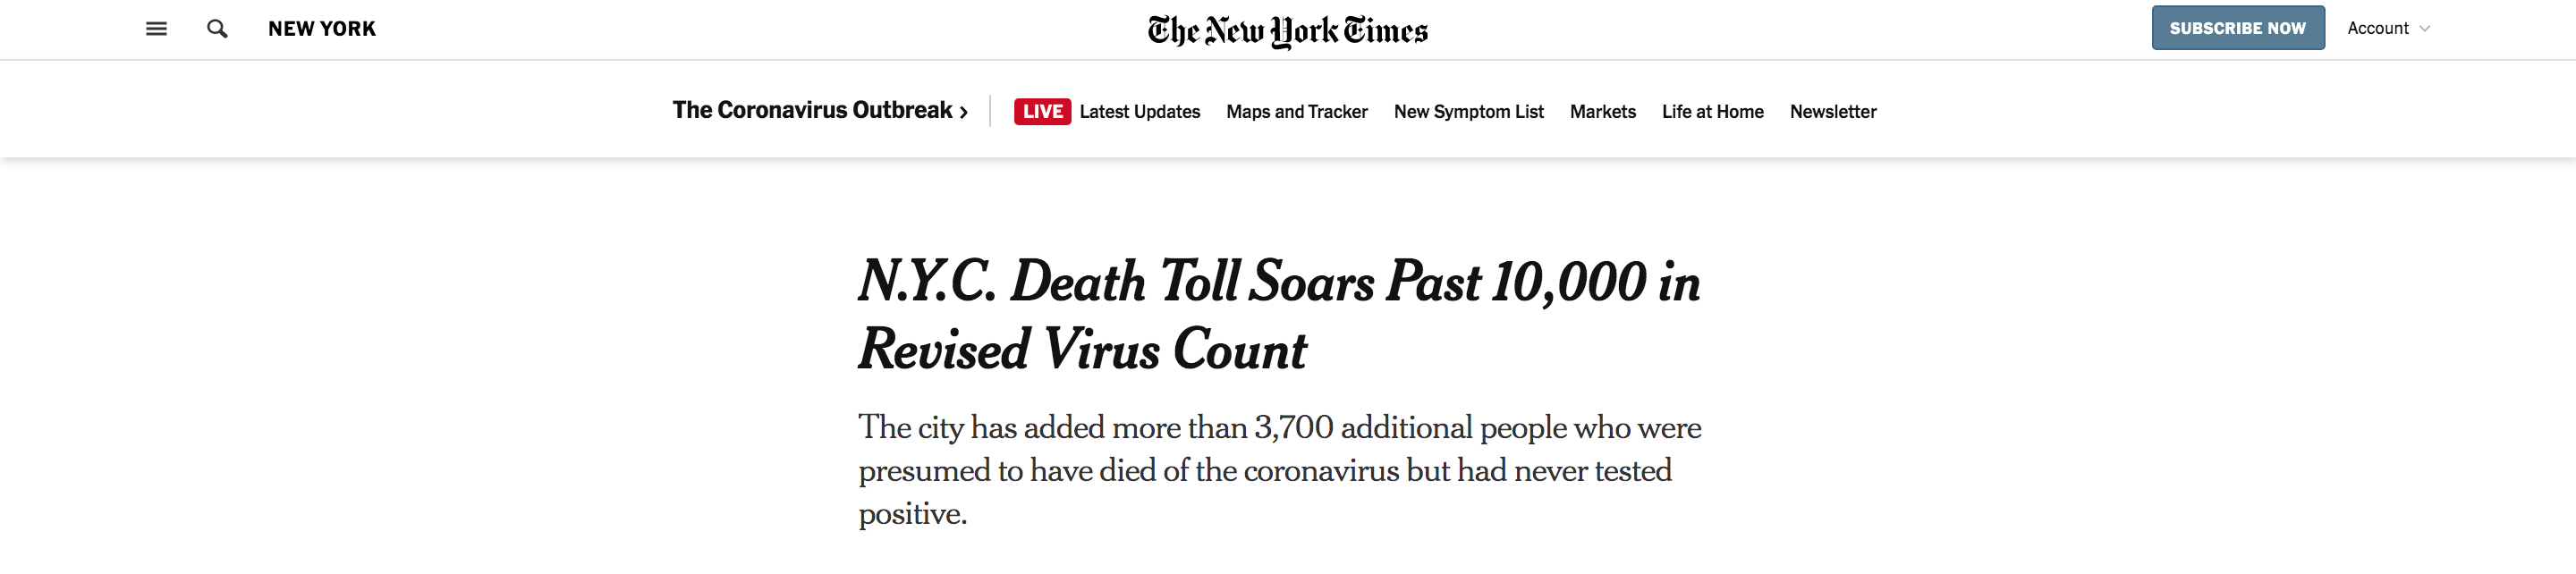 NEW YORK
The New York Times
SUBSCRIBE NOW
Account
The Coronavirus Outbreak ›
LIVE Latest Updates Maps and Tracker New Symptom List Markets Life at Home Newsletter
N.Y.C. Death Toll Soars Past 10,000 in
Revised Virus Count
The city has added more than 3,700 additional people who were
presumed to have died of the coronavirus but had never tested
positive.